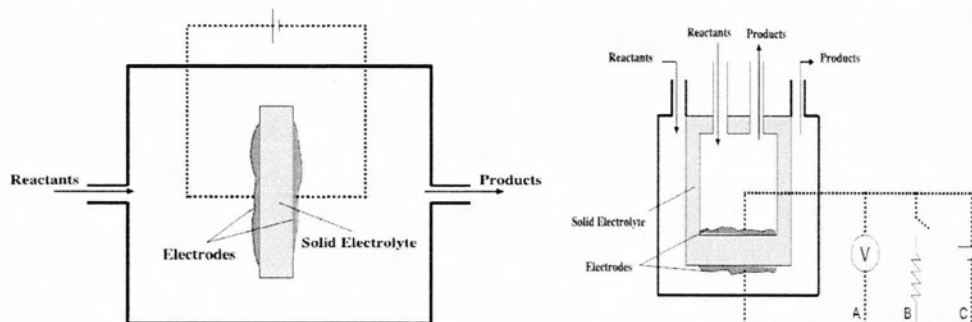 Reactants
Products
Electrodes
Solid Electrolyte
Reactants
Products
Reactants
Products
Solid Electrolyte
Electrodes
V
A
B
C